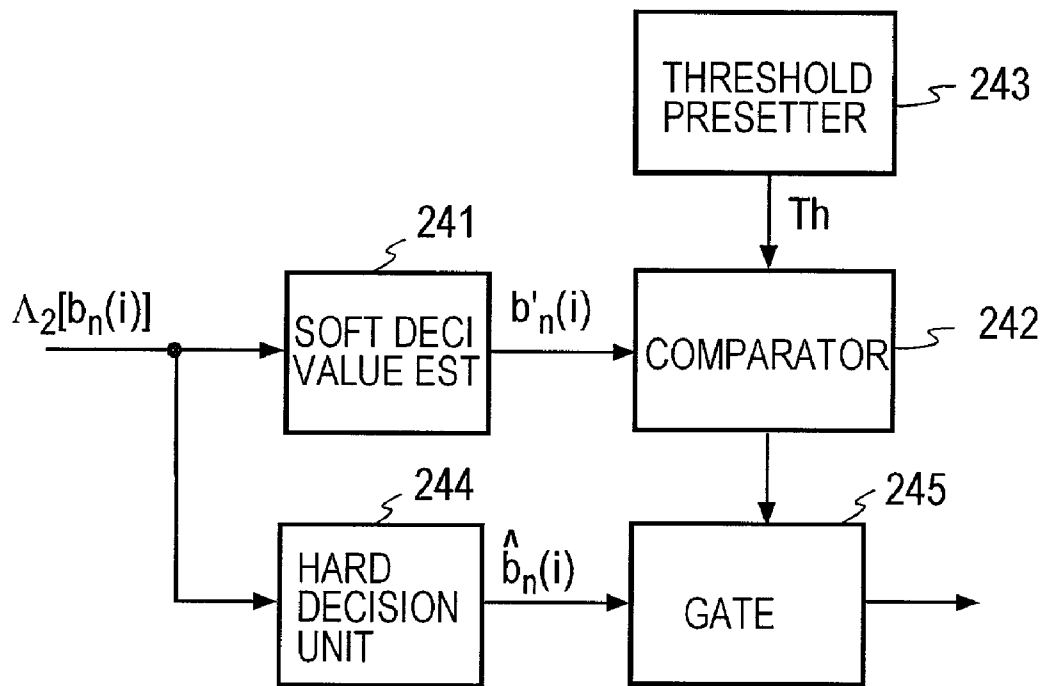 THRESHOLD
PRESETTER
243
Th
241
Λ₂[bₙ(i)]
SOFT DECI
VALUE EST
b'ₙ(i)
COMPARATOR
242
244
245
HARD
DECISION
UNIT
b̂ₙ(i)
GATE